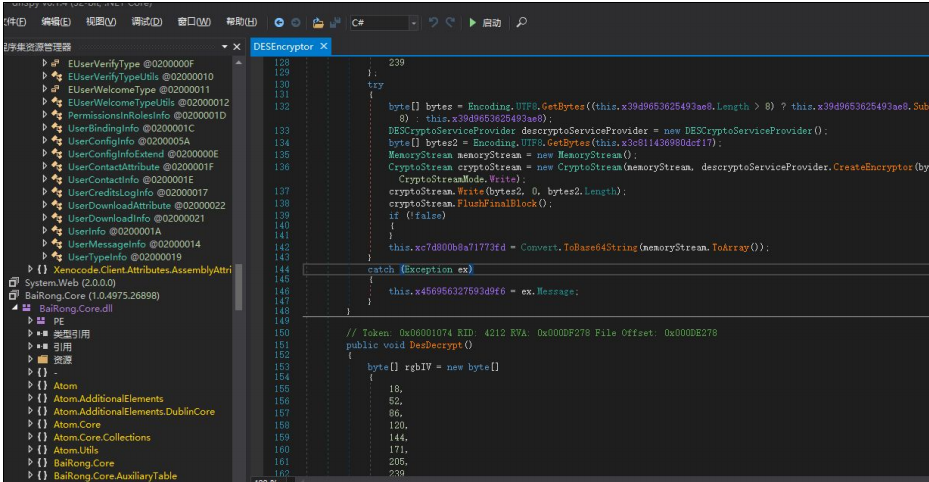 dnSpy v6.1.4 (32-bit, .NET Core)
文件(F) 编辑(E) 视图(V) 调试(D) 窗口(W) 帮助(H) C# 启动
程序集资源管理器
EUserVerifyType @0200000F
EUserVerifyTypeUtils @02000010
EUserWelcomeType @02000011
EUserWelcomeTypeUtils @02000012
PermissionsInRolesInfo @0200001D
UserBindingInfo @0200001C
UserConfigInfo @0200005A
UserConfigInfoExtend @0200000E
UserContactAttribute @0200001F
UserContactInfo @0200001E
UserCreditsLogInfo @02000017
UserDownloadAttribute @02000022
UserDownloadInfo @02000021
UserInfo @0200001A
UserMessageInfo @02000014
UserTypeInfo @02000019
{} Xenocode.Client.Attributes.AssemblyAttri
System.Web (2.0.0.0)
BaiRong.Core (1.0.4975.26898)
BaiRong.Core.dll
PE
类型引用
引用
资源
{} -
{} Atom
{} Atom.AdditionalElements
{} Atom.AdditionalElements.DublinCore
{} Atom.Core
{} Atom.Core.Collections
{} Atom.Utils
{} BaiRong.Core
{} BaiRong.Core.AuxiliaryTable
DESEncryptor
128 239
129 };
130 try
131 {
132 byte[] bytes = Encoding.UTF8.GetBytes((this.x39d9653625493ae8.Length > 8) ? this.x39d9653625493ae8.Sub
8) : this.x39d9653625493ae8);
133 DESCryptoServiceProvider descryptoServiceProvider = new DESCryptoServiceProvider();
134 byte[] bytes2 = Encoding.UTF8.GetBytes(this.x3c811436980dcf17);
135 MemoryStream memoryStream = new MemoryStream();
136 CryptoStream cryptoStream = new CryptoStream(memoryStream, descryptoServiceProvider.CreateEncryptor(by
CryptoStreamMode.Write);
137 cryptoStream.Write(bytes2, 0, bytes2.Length);
138 cryptoStream.FlushFinalBlock();
139 if (!false)
140 {
141 }
142 this.xc7d800b8a71773fd = Convert.ToBase64String(memoryStream.ToArray());
143 }
144 catch (Exception ex)
145 {
146 this.x456956327593d9f6 = ex.Message;
147 }
148 }
149
150 // Token: 0x06001074 RID: 4212 RVA: 0x000DF278 File Offset: 0x000DE278
151 public void DesDecrypt()
152 {
153 byte[] rgbIV = new byte[]
154 {
155 18,
156 52,
157 86,
158 120,
159 144,
160 171,
161 205,
162 239